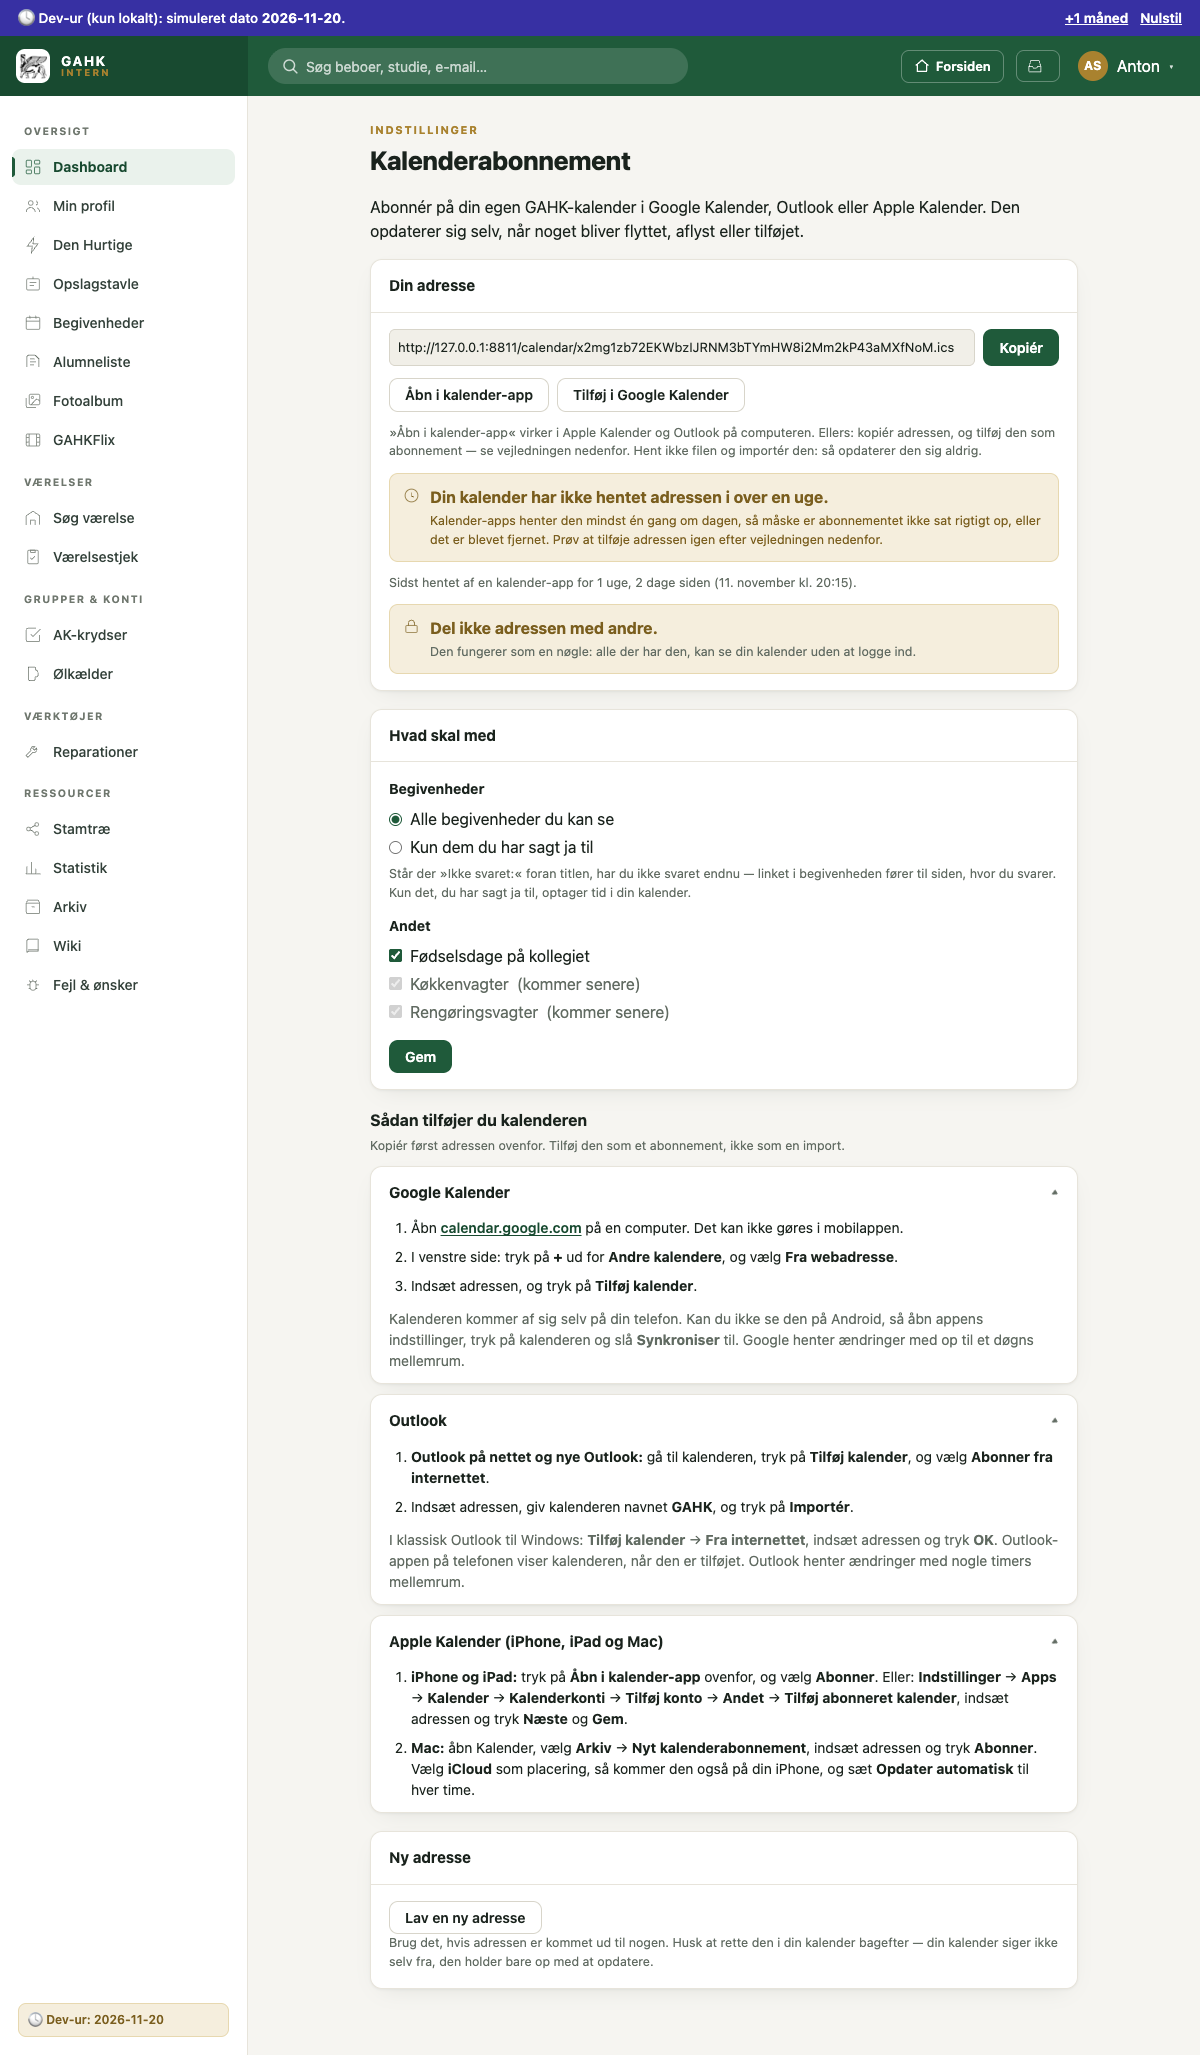 Dev-ur (kun lokalt): simuleret dato 2026-11-20.
+1 måned Nulstil
GAHK
INTERN
Søg beboer, studie, e-mail...
Forsiden
AS Anton
OVERSIGT
Dashboard
Min profil
Den Hurtige
Opslagstavle
Begivenheder
Alumneliste
Fotoalbum
GAHKFlix
VÆRELSER
Søg værelse
Værelsestjek
GRUPPER & KONTI
AK-krydser
Ølkælder
VÆRKTØJER
Reparationer
RESSOURCER
Stamtræ
Statistik
Arkiv
Wiki
Fejl & ønsker
Dev-ur: 2026-11-20
INDSTILLINGER
Kalenderabonnement
Abonnér på din egen GAHK-kalender i Google Kalender, Outlook eller Apple Kalender. Den
opdaterer sig selv, når noget bliver flyttet, aflyst eller tilføjet.
Din adresse
http://127.0.0.1:8811/calendar/x2mg1zb72EKWbzlJRNM3bTYmHW8i2Mm2kP43aMXfNoM.ics
Kopiér
Åbn i kalender-app
Tilføj i Google Kalender
»Åbn i kalender-app« virker i Apple Kalender og Outlook på computeren. Ellers: kopiér adressen, og tilføj den som
abonnement — se vejledningen nedenfor. Hent ikke filen og importér den: så opdaterer den sig aldrig.
Din kalender har ikke hentet adressen i over en uge.
Kalender-apps henter den mindst én gang om dagen, så måske er abonnementet ikke sat rigtigt op, eller
det er blevet fjernet. Prøv at tilføje adressen igen efter vejledningen nedenfor.
Sidst hentet af en kalender-app for 1 uge, 2 dage siden (11. november kl. 20:15).
Del ikke adressen med andre.
Den fungerer som en nøgle: alle der har den, kan se din kalender uden at logge ind.
Hvad skal med
Begivenheder
Alle begivenheder du kan se
Kun dem du har sagt ja til
Står der »Ikke svaret:« foran titlen, har du ikke svaret endnu — linket i begivenheden fører til siden, hvor du svarer.
Kun det, du har sagt ja til, optager tid i din kalender.
Andet
Fødselsdage på kollegiet
Køkkenvagter (kommer senere)
Rengøringsvagter (kommer senere)
Gem
Sådan tilføjer du kalenderen
Kopiér først adressen ovenfor. Tilføj den som et abonnement, ikke som en import.
Google Kalender
1. Åbn calendar.google.com på en computer. Det kan ikke gøres i mobilappen.
2. I venstre side: tryk på + ud for Andre kalendere, og vælg Fra webadresse.
3. Indsæt adressen, og tryk på Tilføj kalender.
Kalenderen kommer af sig selv på din telefon. Kan du ikke se den på Android, så åbn appens
indstillinger, tryk på kalenderen og slå Synkroniser til. Google henter ændringer med op til et døgns
mellemrum.
Outlook
1. Outlook på nettet og nye Outlook: gå til kalenderen, tryk på Tilføj kalender, og vælg Abonner fra
internettet.
2. Indsæt adressen, giv kalenderen navnet GAHK, og tryk på Importér.
I klassisk Outlook til Windows: Tilføj kalender → Fra internettet, indsæt adressen og tryk OK. Outlook-
appen på telefonen viser kalenderen, når den er tilføjet. Outlook henter ændringer med nogle timers
mellemrum.
Apple Kalender (iPhone, iPad og Mac)
1. iPhone og iPad: tryk på Åbn i kalender-app ovenfor, og vælg Abonner. Eller: Indstillinger → Apps
→ Kalender → Kalenderkonti → Tilføj konto → Andet → Tilføj abonneret kalender, indsæt
adressen og tryk Næste og Gem.
2. Mac: åbn Kalender, vælg Arkiv → Nyt kalenderabonnement, indsæt adressen og tryk Abonner.
Vælg iCloud som placering, så kommer den også på din iPhone, og sæt Opdater automatisk til
hver time.
Ny adresse
Lav en ny adresse
Brug det, hvis adressen er kommet ud til nogen. Husk at rette den i din kalender bagefter — din kalender siger ikke
selv fra, den holder bare op med at opdatere.